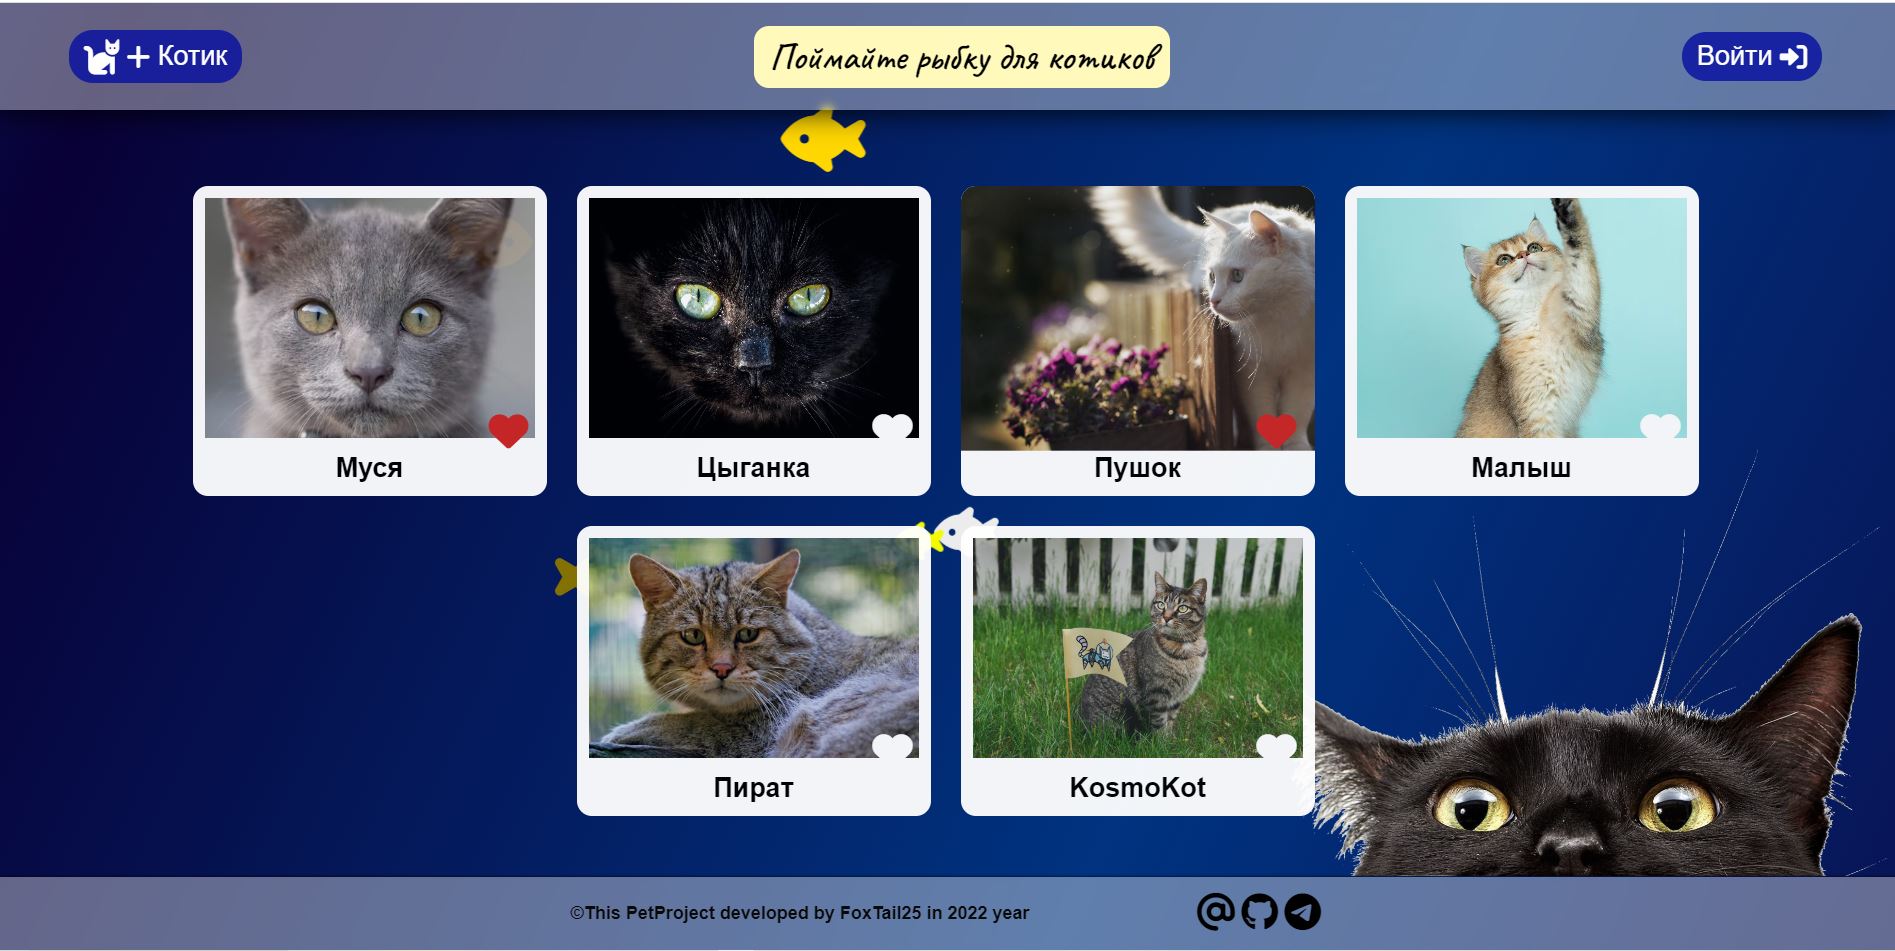 Котик
Поймайте рыбку для котиков
Войти
Муся
Цыганка
Пушок
Малыш
Пират
KosmoKot
©This PetProject developed by FoxTail25 in 2022 year